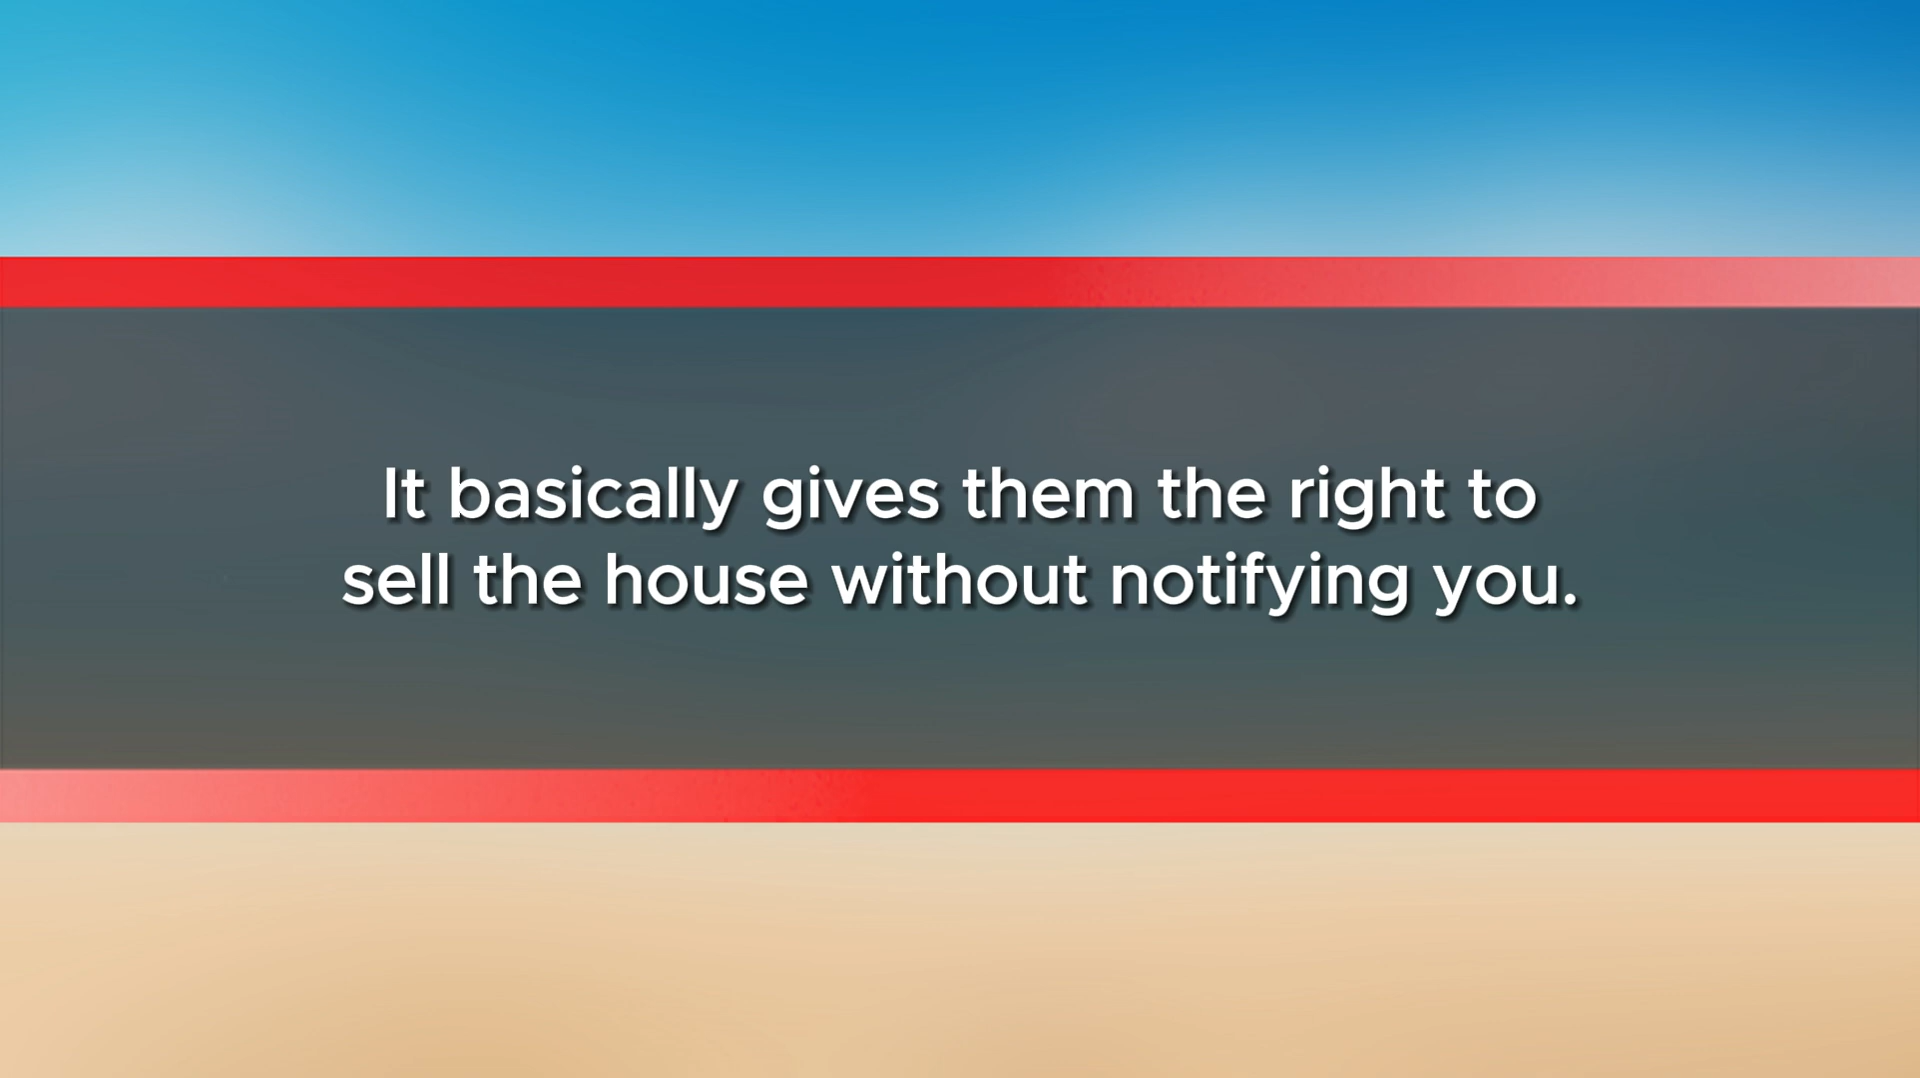 It basically gives them the right to
sell the house without notifying you.